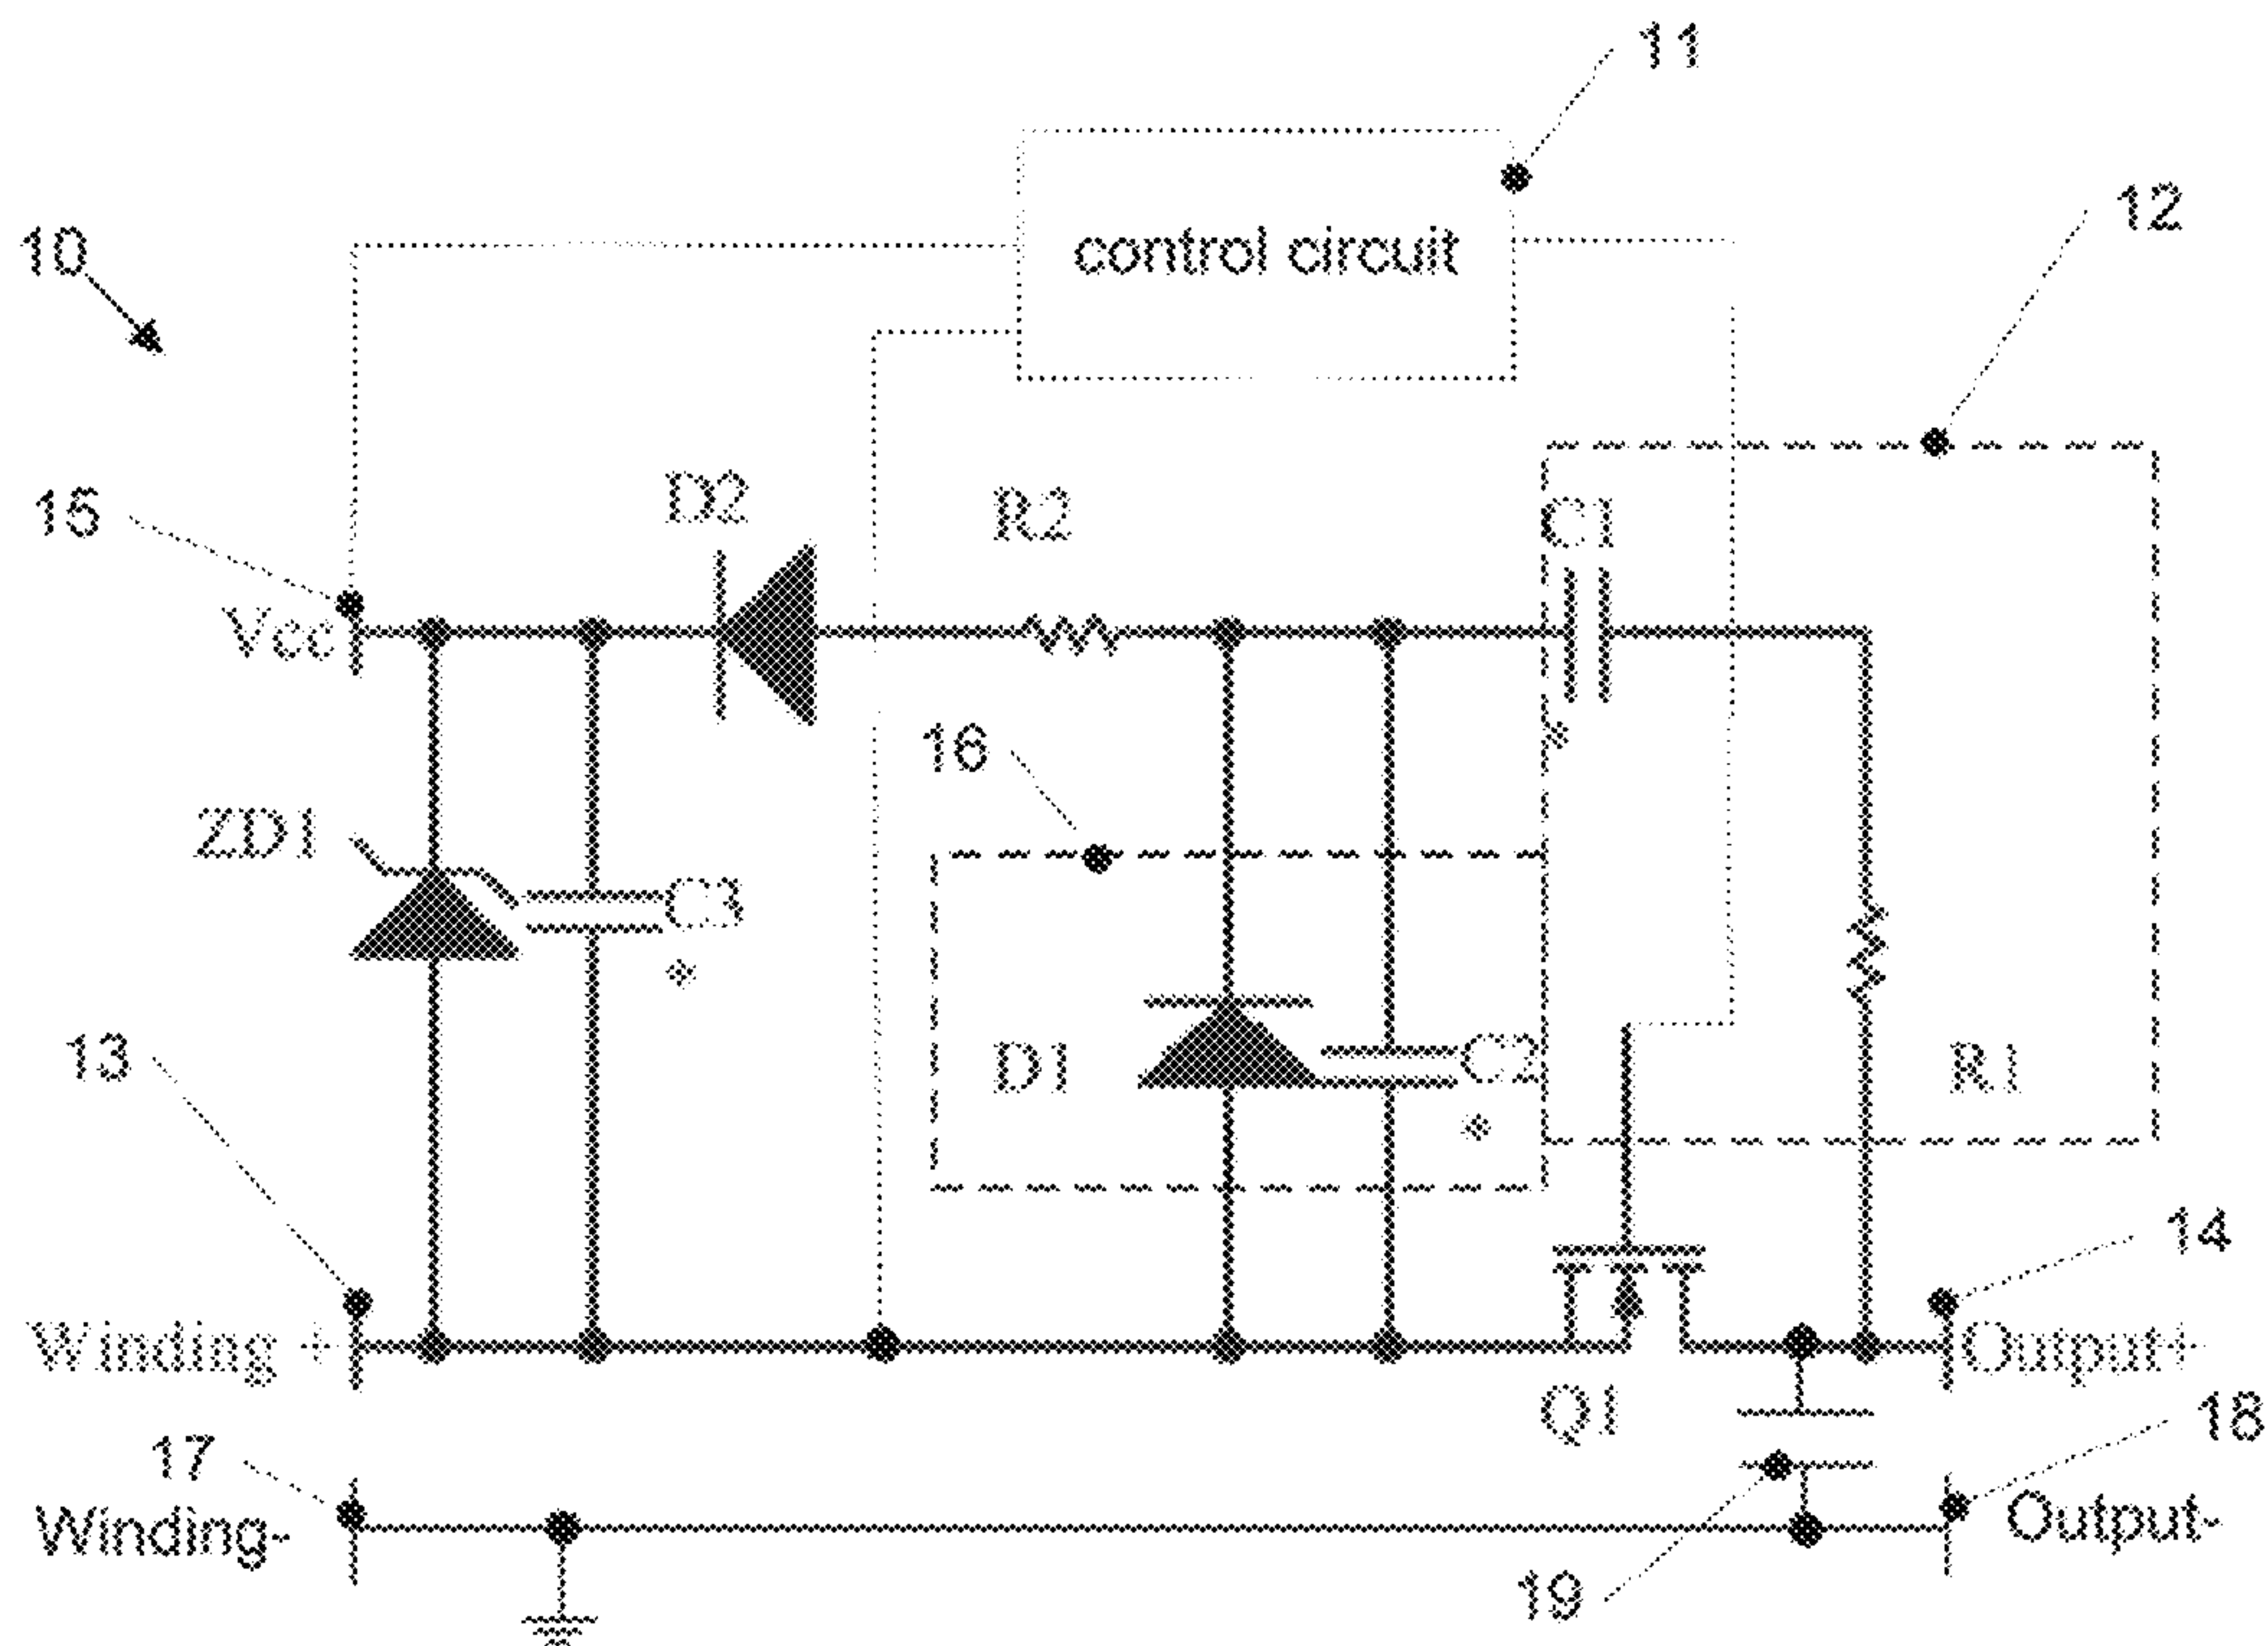 11
control circuit
12
10
15
D2
R2
C1
Vcc
16
ZD1
C3
*
*
13
D1
C2
*
R1
14
Winding +
Output+
Q1
17
18
Winding-
Output-
19